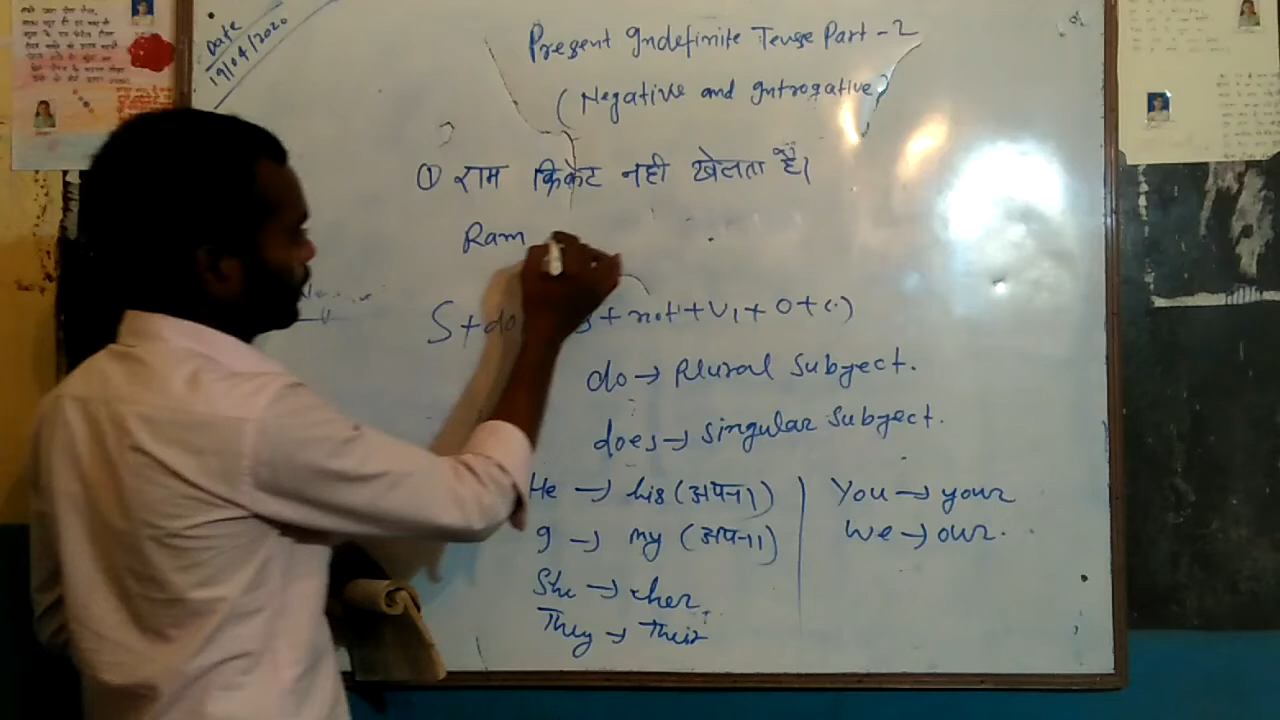 Date
19/04/2020
Present Indefinite Tense Part - 2
(Negative and Introgative)
① राम क्रिकेट नही खेलता है।
Ram
S + do + not + V1 + O + (.)
do → Plural Subject.
does → Singular Subject.
He → his (अपना)
I → my (अपना)
She → her
They → Their
You → your
We → our.